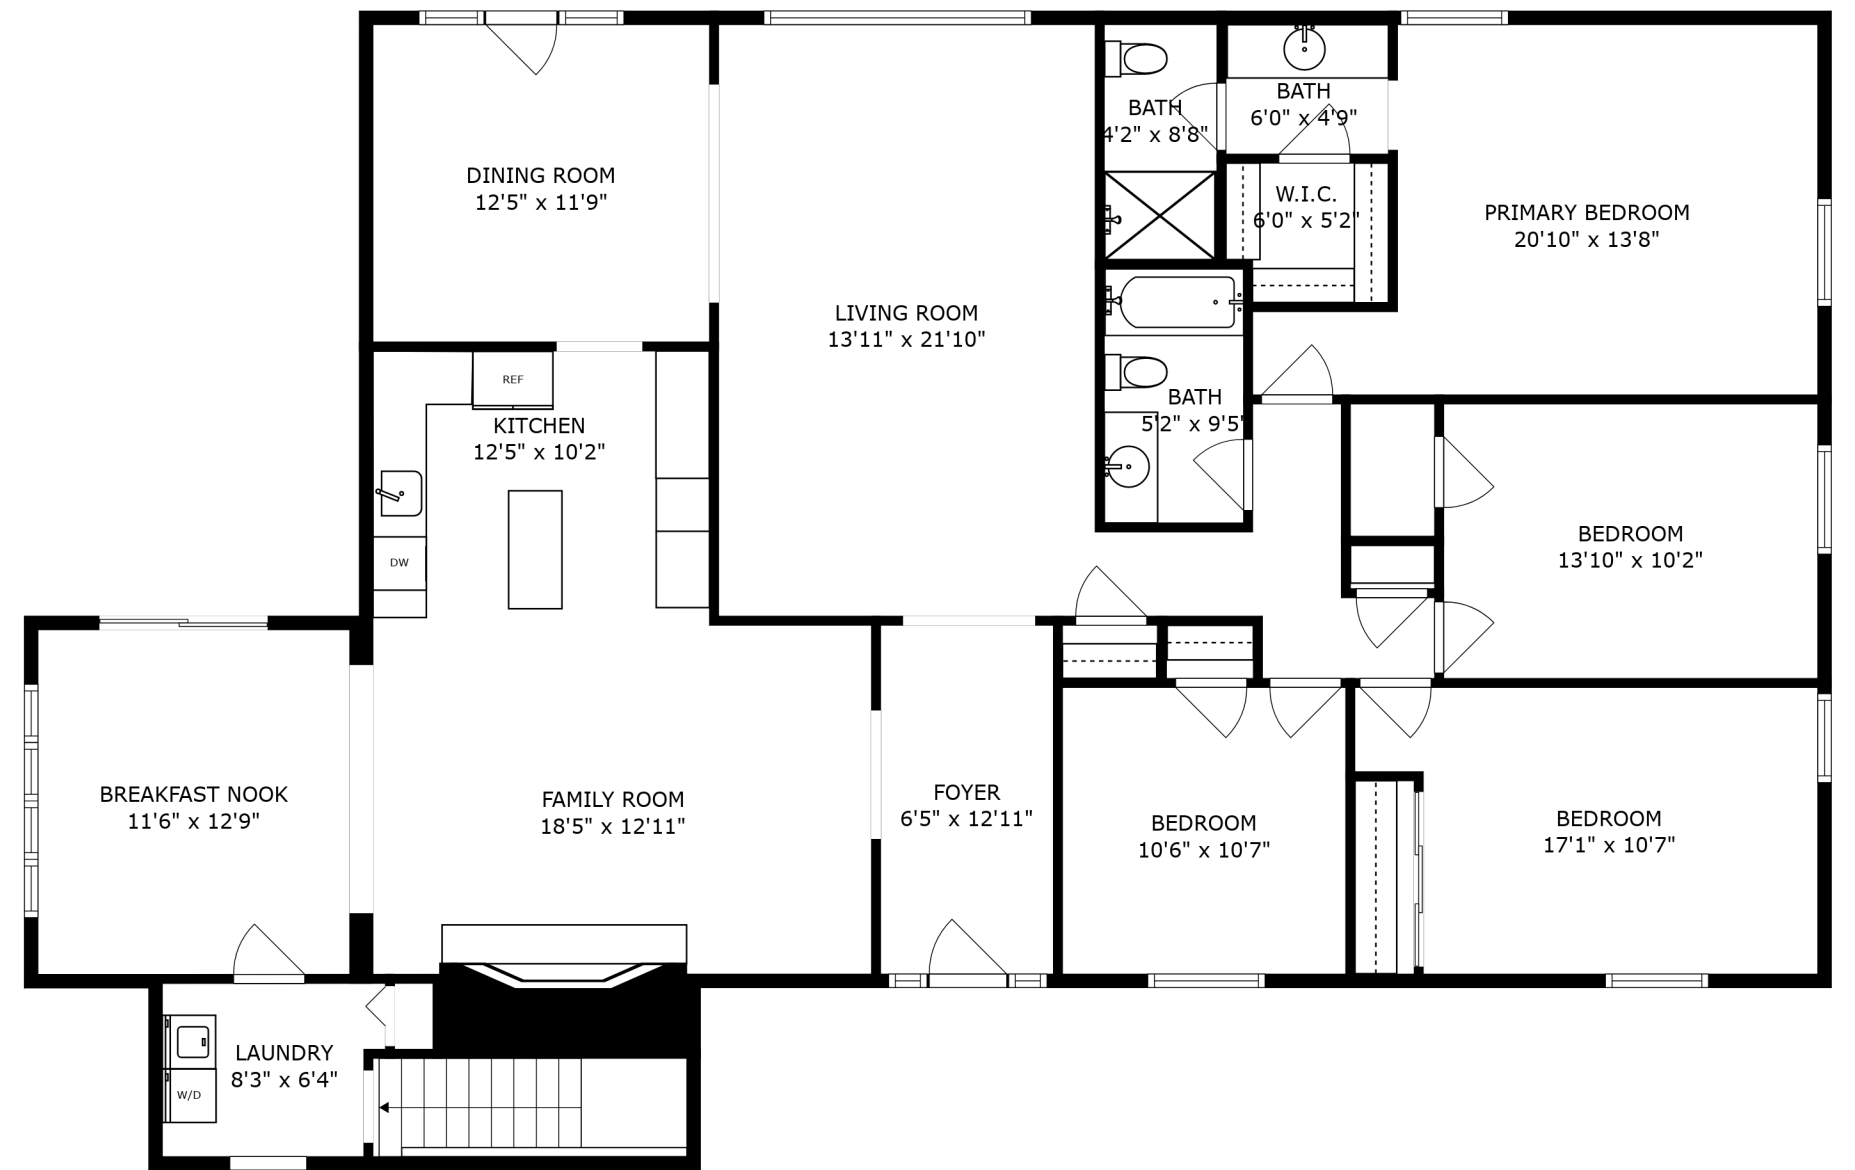 BATH
6'0" x 4'9"
BATH
4'2" x 8'8"
DINING ROOM
12'5" x 11'9"
W.I.C.
6'0" x 5'2"
PRIMARY BEDROOM
20'10" x 13'8"
LIVING ROOM
13'11" x 21'10"
REF
KITCHEN
12'5" x 10'2"
BATH
5'2" x 9'5"
DW
BEDROOM
13'10" x 10'2"
BREAKFAST NOOK
11'6" x 12'9"
FAMILY ROOM
18'5" x 12'11"
FOYER
6'5" x 12'11"
BEDROOM
10'6" x 10'7"
BEDROOM
17'1" x 10'7"
LAUNDRY
8'3" x 6'4"
W/D